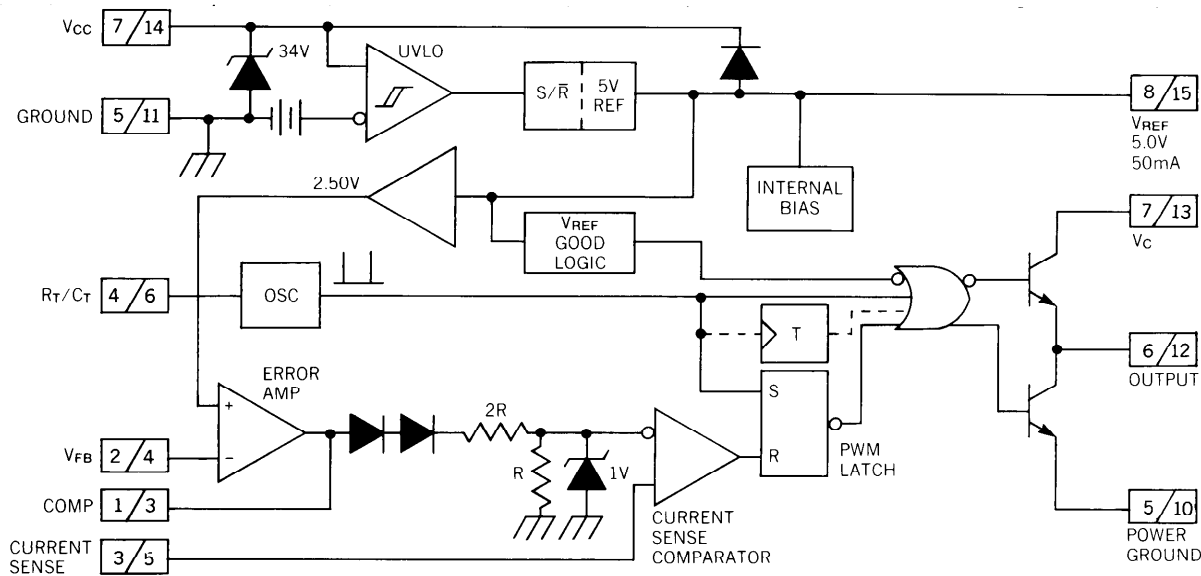 VCC 7/14
34V
UVLO
S/R̅
5V
REF
8/15
VREF
5.0V
50mA
GROUND 5/11
2.50V
INTERNAL
BIAS
VREF
GOOD
LOGIC
7/13
VC
RT/CT 4/6
OSC
T
6/12
OUTPUT
ERROR
AMP
+
−
2R
S
R
PWM
LATCH
VFB 2/4
R
1V
COMP 1/3
CURRENT
SENSE
COMPARATOR
5/10
POWER
GROUND
CURRENT
SENSE
3/5